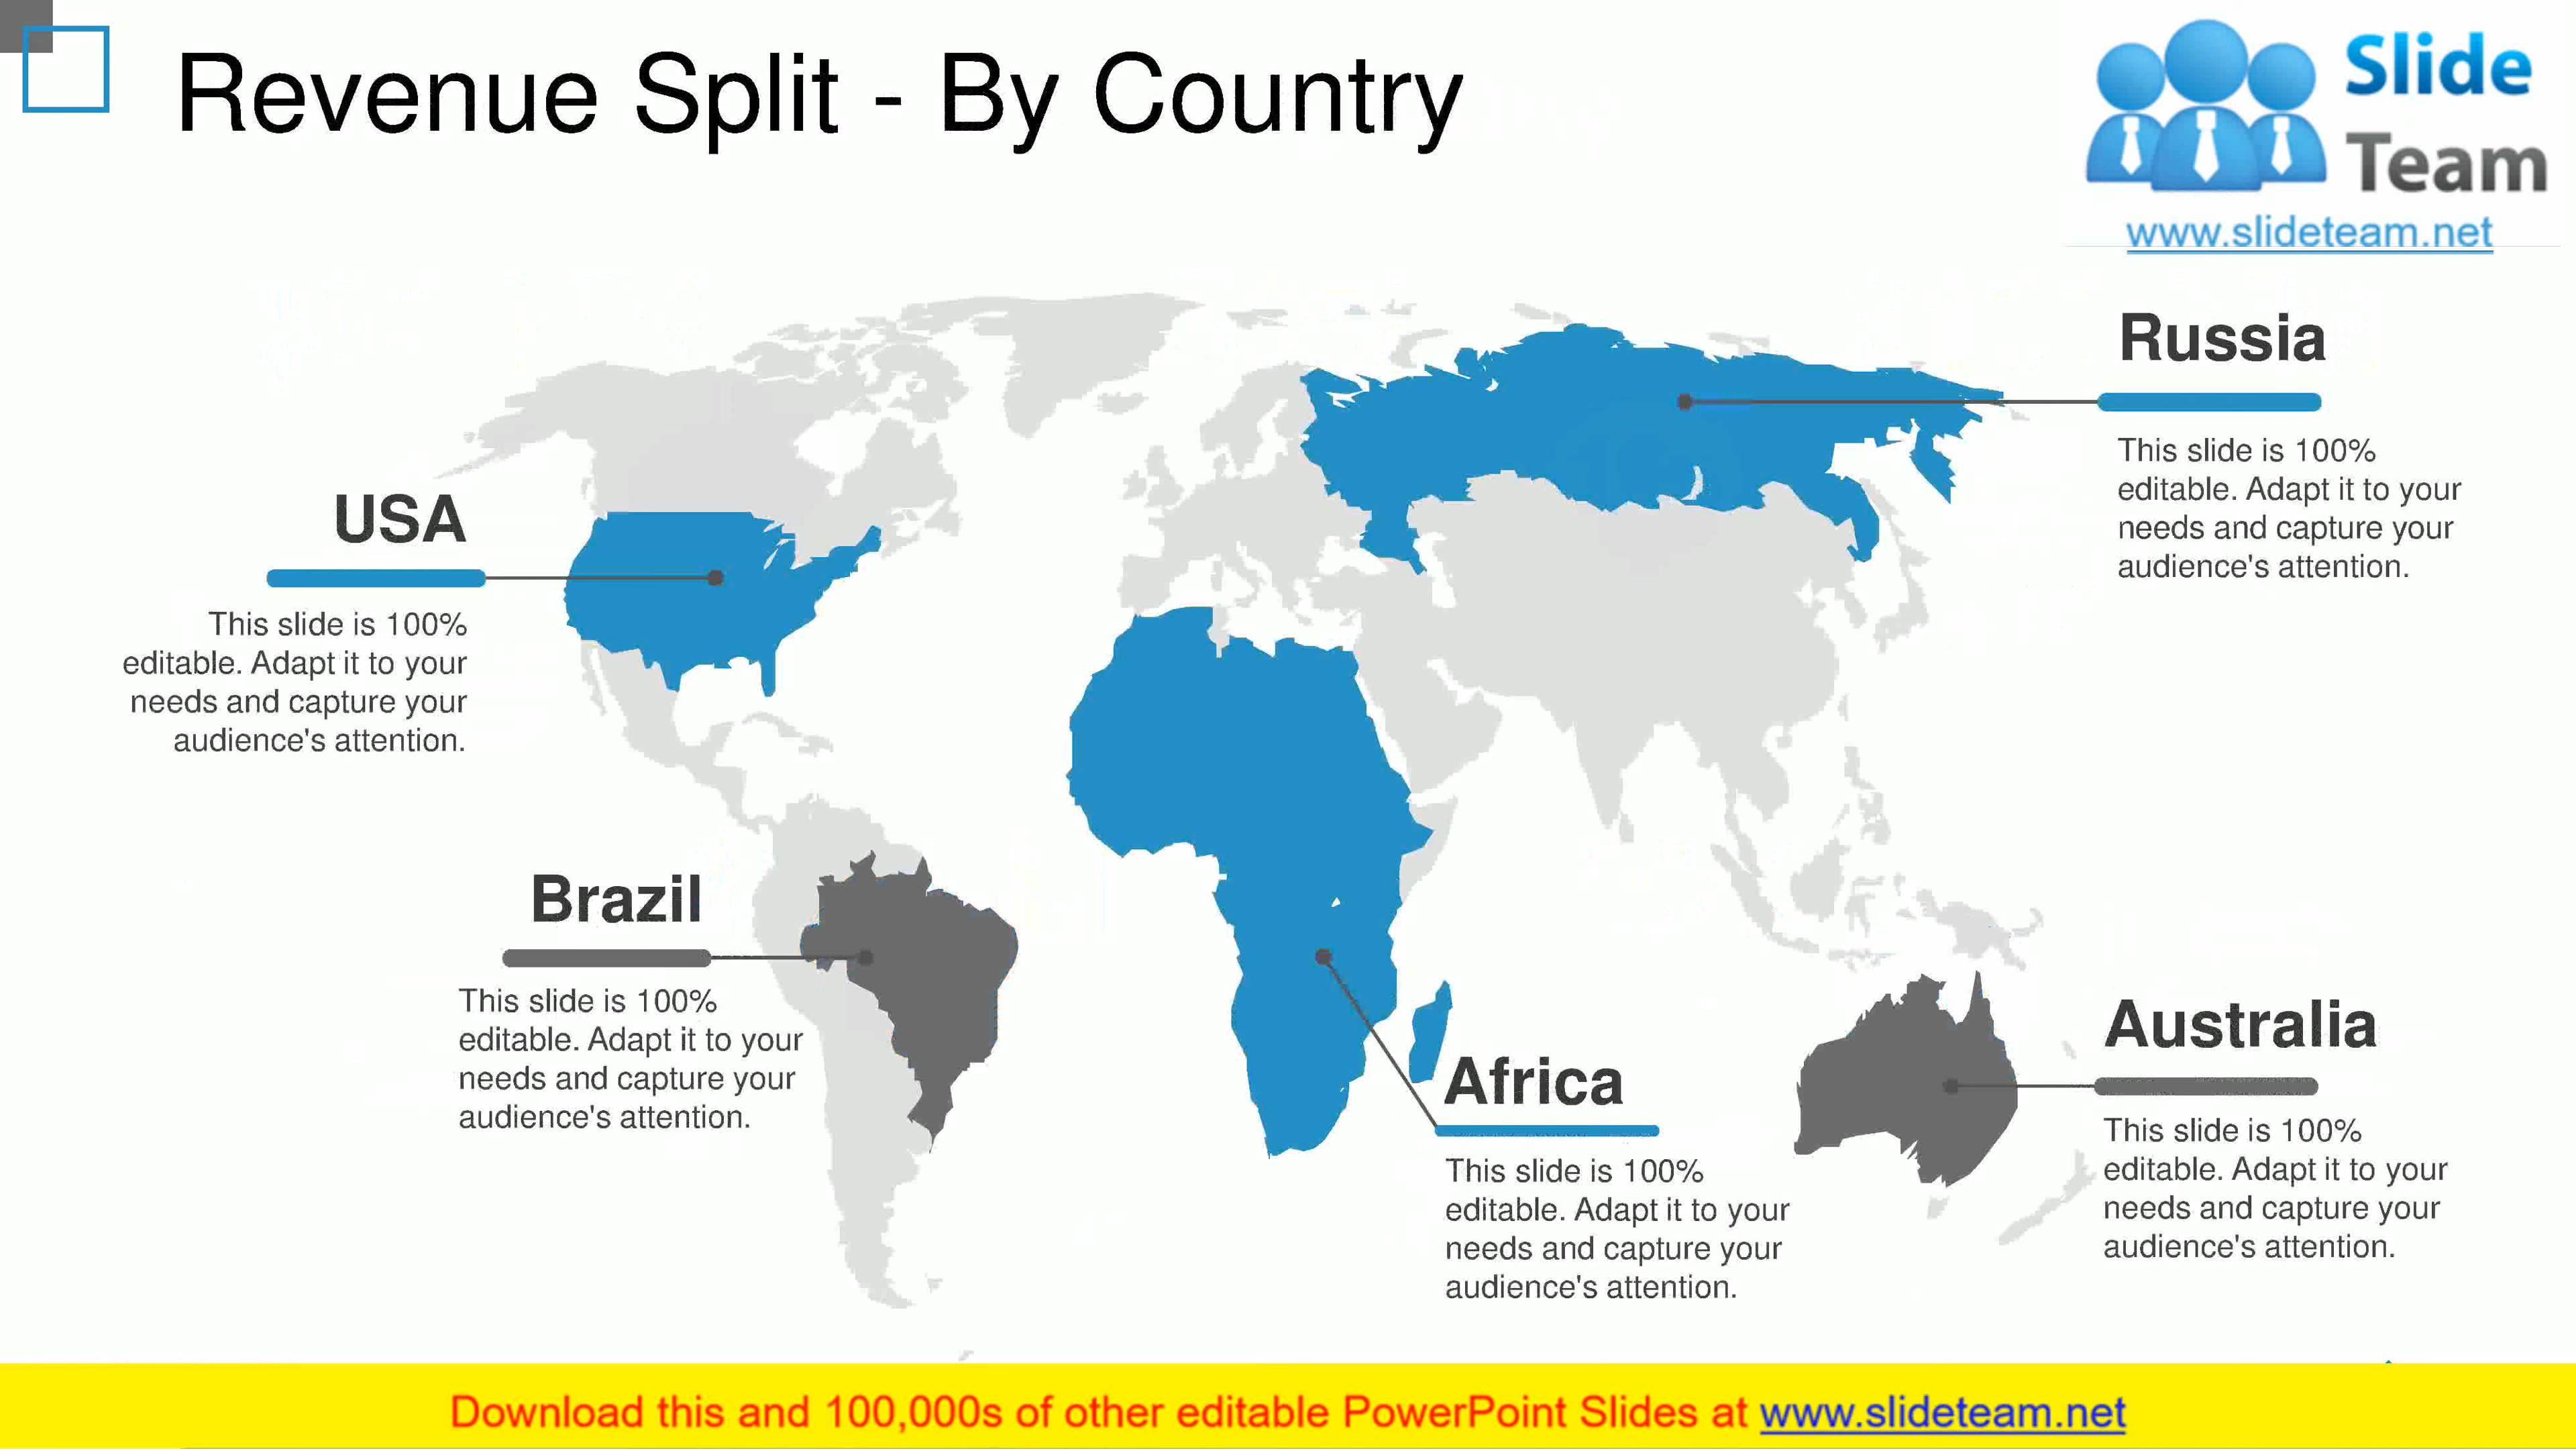 Revenue Split - By Country
Slide
Team
www.slideteam.net
Russia
This slide is 100%
editable. Adapt it to your
needs and capture your
audience's attention.
USA
This slide is 100%
editable. Adapt it to your
needs and capture your
audience's attention.
Brazil
This slide is 100%
editable. Adapt it to your
needs and capture your
audience's attention.
Africa
This slide is 100%
editable. Adapt it to your
needs and capture your
audience's attention.
Australia
This slide is 100%
editable. Adapt it to your
needs and capture your
audience's attention.
Download this and 100,000s of other editable PowerPoint Slides at www.slideteam.net